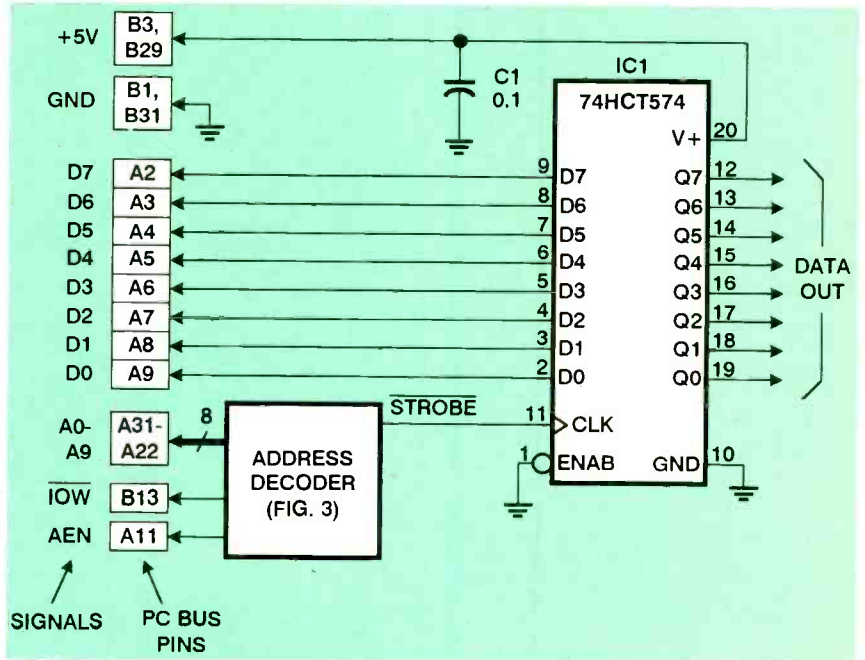 +5V
B3,
B29
GND
B1,
B31
C1
0.1
IC1
74HCT574
V+ 20
D7 A2 9 D7 Q7 12
D6 A3 8 D6 Q6 13
D5 A4 7 D5 Q5 14
D4 A5 6 D4 Q4 15
D3 A6 5 D3 Q3 16
D2 A7 4 D2 Q2 17
D1 A8 3 D1 Q1 18
D0 A9 2 D0 Q0 19
DATA
OUT
A0-
A9
A31-
A22
8
ADDRESS
DECODER
(FIG. 3)
STROBE
11 CLK
1 ENAB GND 10
IOW B13
AEN A11
SIGNALS
PC BUS
PINS